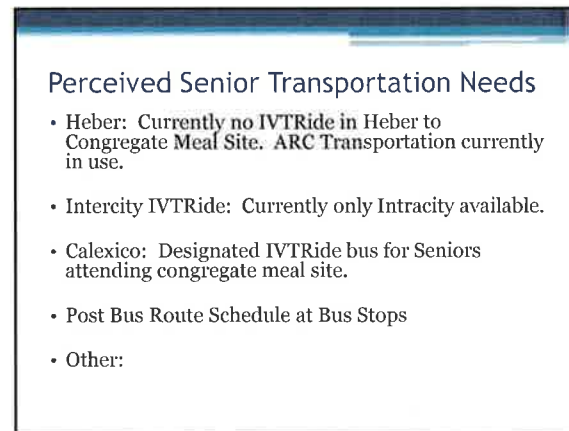 Perceived Senior Transportation Needs
• Heber: Currently no IVTRide in Heber to
Congregate Meal Site. ARC Transportation currently
in use.
• Intercity IVTRide: Currently only Intracity available.
• Calexico: Designated IVTRide bus for Seniors
attending congregate meal site.
• Post Bus Route Schedule at Bus Stops
• Other: